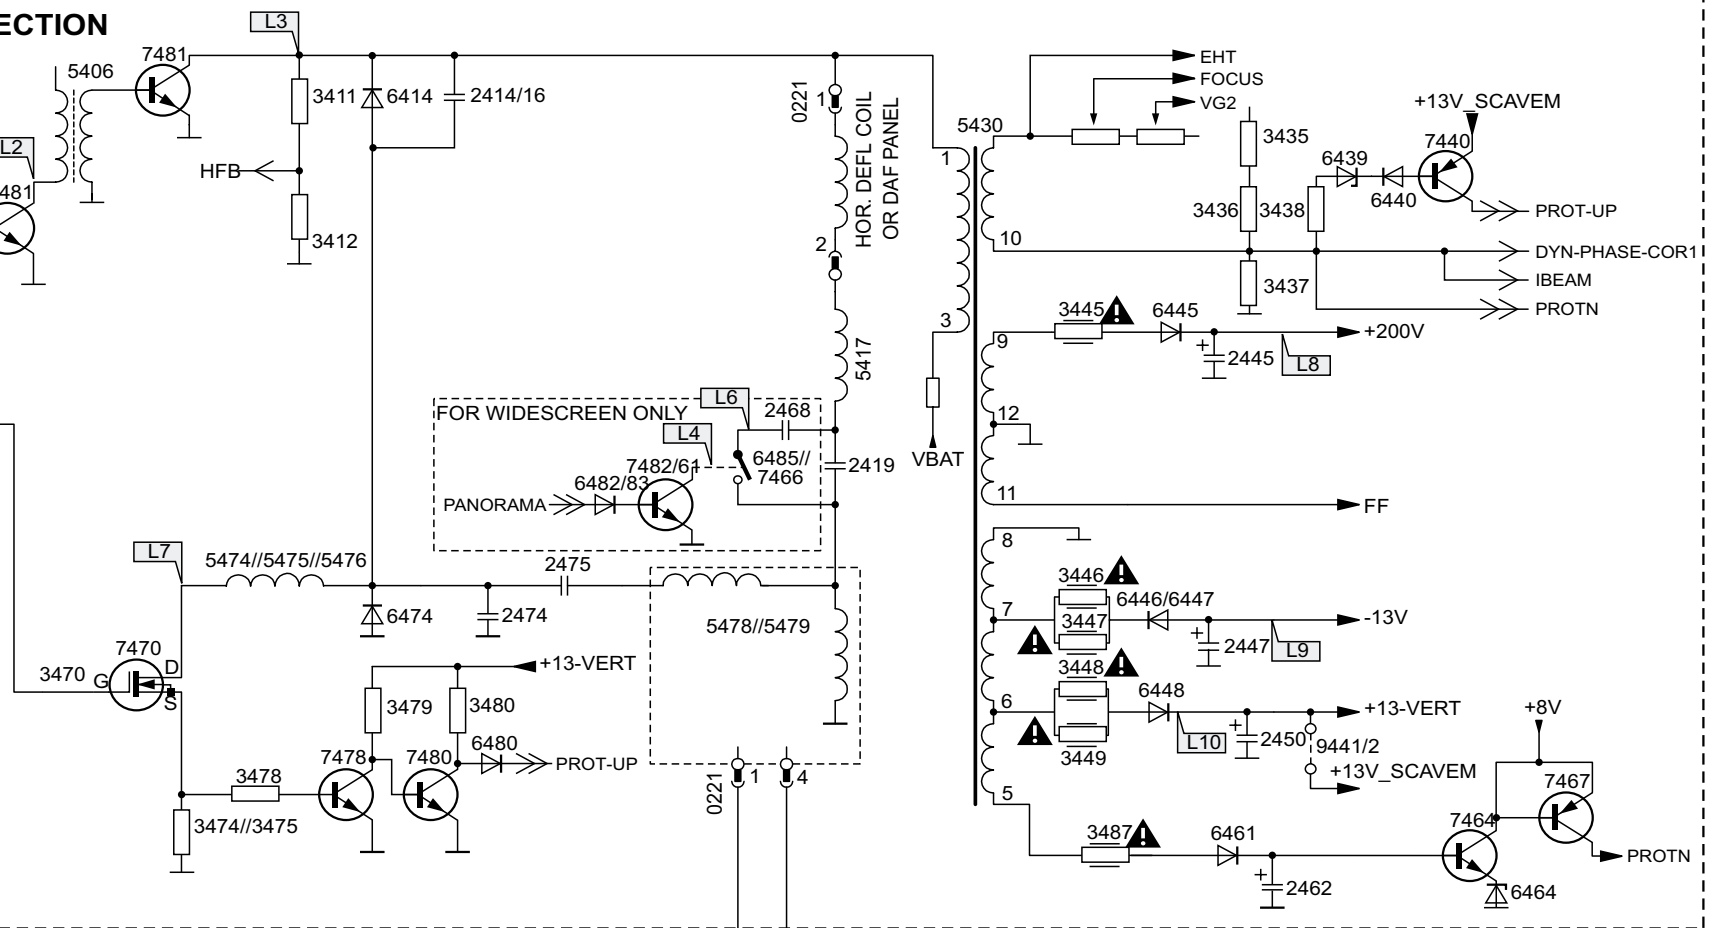 ECTION
L3
7481
5406
3411
6414
2414/16
L2
481
HFB
3412
0221
1
HOR. DEFL COIL
OR DAF PANEL
2
5417
EHT
FOCUS
VG2
5430
1
10
3
VBAT
3435
3436
3438
3437
+13V_SCAVEM
7440
6439
6440
PROT-UP
DYN-PHASE-COR1
IBEAM
PROTN
9
3445
6445
+200V
2445
L8
12
11
FF
FOR WIDESCREEN ONLY
L6
2468
L4
7482/61
6485//
7466
2419
6482/83
PANORAMA
L7
5474//5475//5476
2475
6474
2474
5478//5479
8
3446
6446/6447
7
3447
-13V
2447
L9
3448
6
6448
+13-VERT
L10
2450
9441/2
3449
+13V_SCAVEM
5
+8V
7467
7464
3487
6461
PROTN
2462
6464
7470
3470
G
D
S
+13-VERT
3479
3480
7478
7480
6480
PROT-UP
3478
3474//3475
0221
1
4